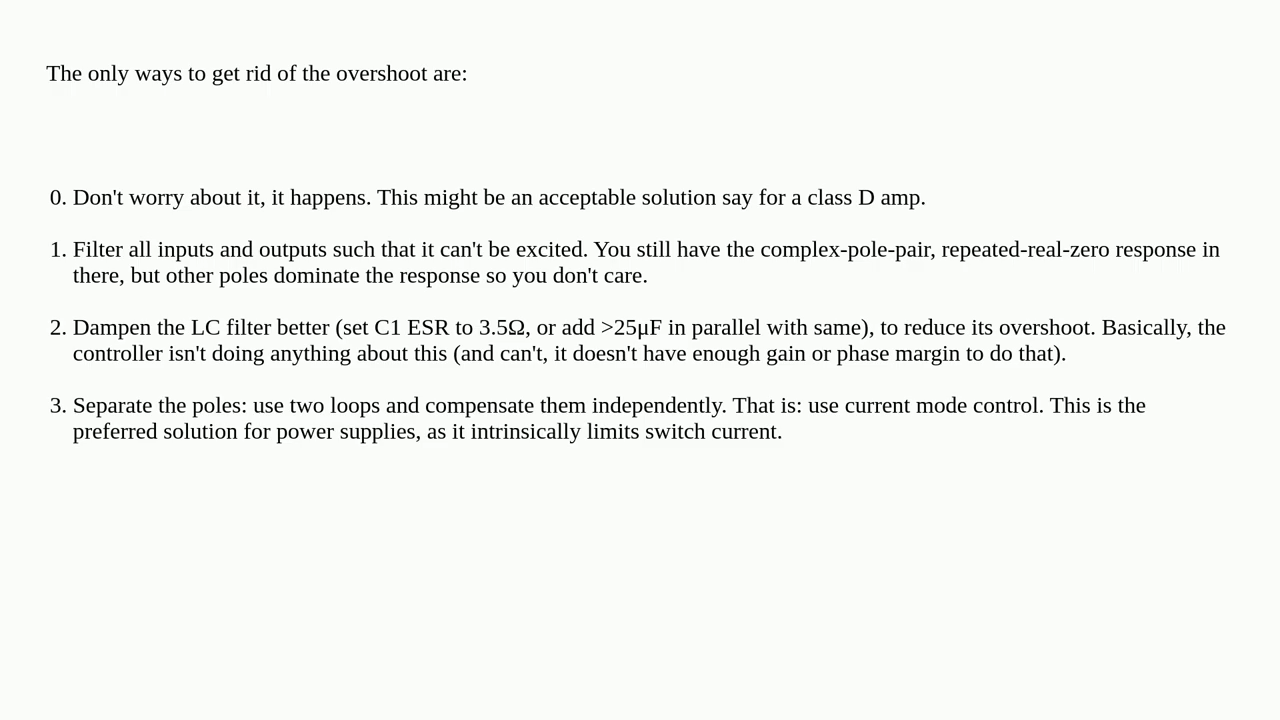 The only ways to get rid of the overshoot are:
0. Don't worry about it, it happens. This might be an acceptable solution say for a class D amp.
1. Filter all inputs and outputs such that it can't be excited. You still have the complex-pole-pair, repeated-real-zero response in
there, but other poles dominate the response so you don't care.
2. Dampen the LC filter better (set C1 ESR to 3.5Ω, or add >25μF in parallel with same), to reduce its overshoot. Basically, the
controller isn't doing anything about this (and can't, it doesn't have enough gain or phase margin to do that).
3. Separate the poles: use two loops and compensate them independently. That is: use current mode control. This is the
preferred solution for power supplies, as it intrinsically limits switch current.